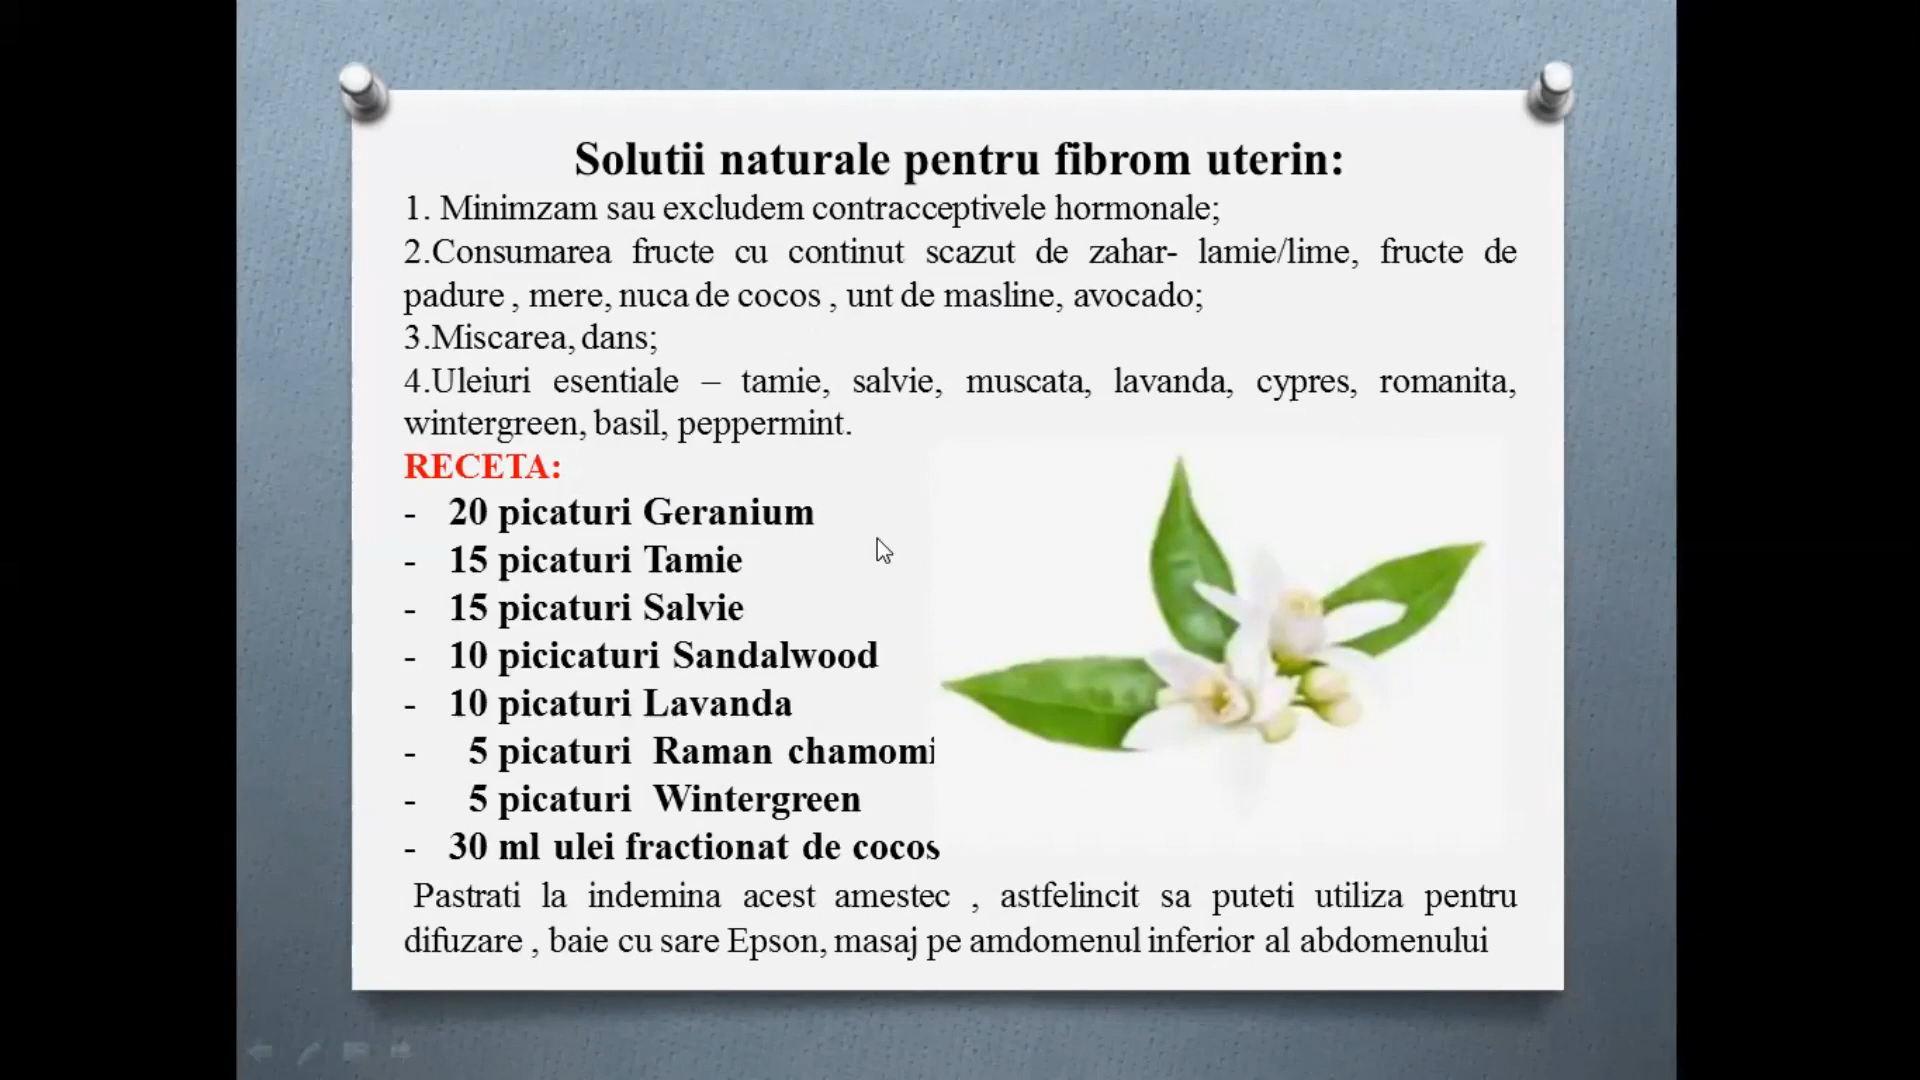 Solutii naturale pentru fibrom uterin:
1. Minimzam sau excludem contracceptivele hormonale;
2.Consumarea fructe cu continut scazut de zahar- lamie/lime, fructe de
padure , mere, nuca de cocos , unt de masline, avocado;
3.Miscarea, dans;
4.Uleiuri esentiale – tamie, salvie, muscata, lavanda, cypres, romanita,
wintergreen, basil, peppermint.
RECETA:
- 20 picaturi Geranium
- 15 picaturi Tamie
- 15 picaturi Salvie
- 10 picicaturi Sandalwood
- 10 picaturi Lavanda
- 5 picaturi Raman chamomi
- 5 picaturi Wintergreen
- 30 ml ulei fractionat de cocos
Pastrati la indemina acest amestec , astfelincit sa puteti utiliza pentru
difuzare , baie cu sare Epson, masaj pe amdomenul inferior al abdomenului